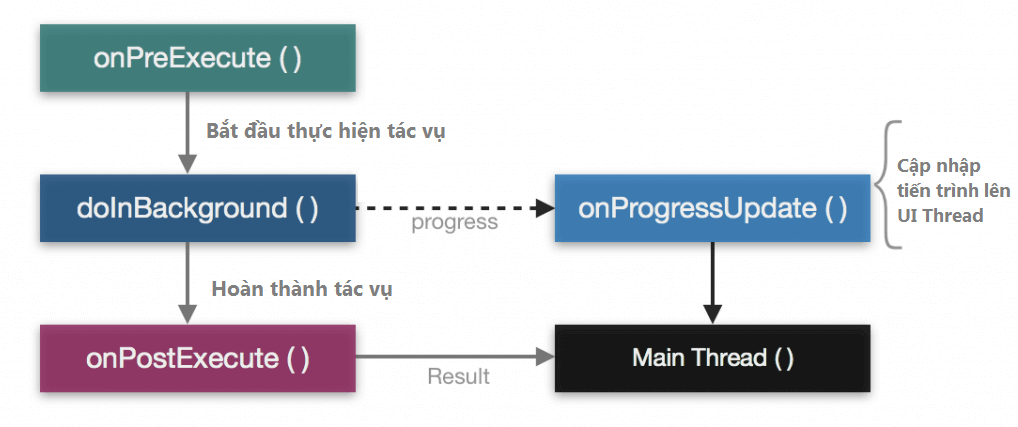 onPreExecute ( )
Bắt đầu thực hiện tác vụ
doInBackground ( )
progress
onProgressUpdate ( )
Cập nhập
tiến trình lên
UI Thread
Hoàn thành tác vụ
onPostExecute ( )
Result
Main Thread ( )